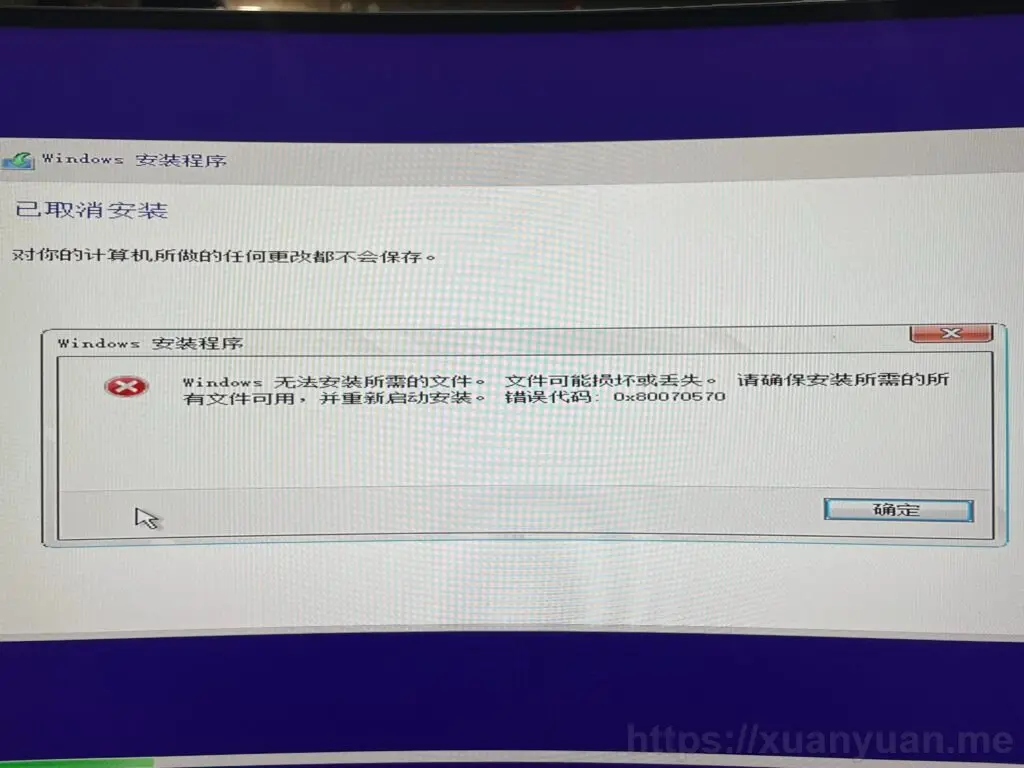 Windows 安装程序
已取消安装
对你的计算机所做的任何更改都不会保存。
Windows 安装程序
Windows 无法安装所需的文件。 文件可能损坏或丢失。 请确保安装所需的所
有文件可用，并重新启动安装。 错误代码: 0x80070570
确定
https://xuanyuan.me